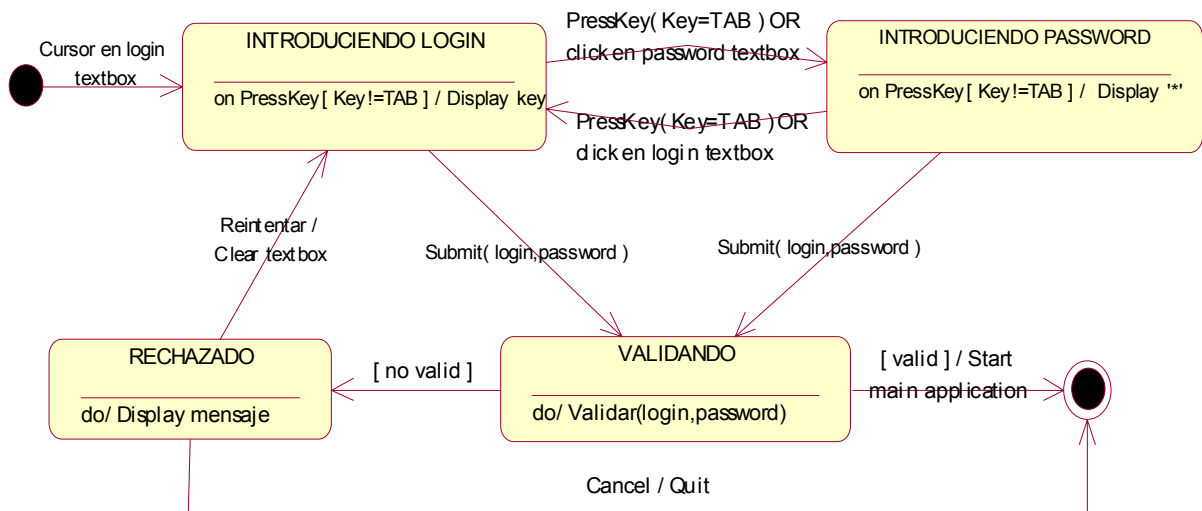 Cursor en login
textbox
INTRODUCIENDO LOGIN
on PressKey[ Key!=TAB ] / Display key
PressKey( Key=TAB ) OR
click en password textbox
INTRODUCIENDO PASSWORD
on PressKey[ Key!=TAB ] / Display '*'
PressKey( Key=TAB ) OR
click en login textbox
Reintentar /
Clear textbox
Submit( login,password )
Submit( login,password )
RECHAZADO
do/ Display mensaje
[ no valid ]
VALIDANDO
do/ Validar(login,password)
[ valid ] / Start
main application
Cancel / Quit